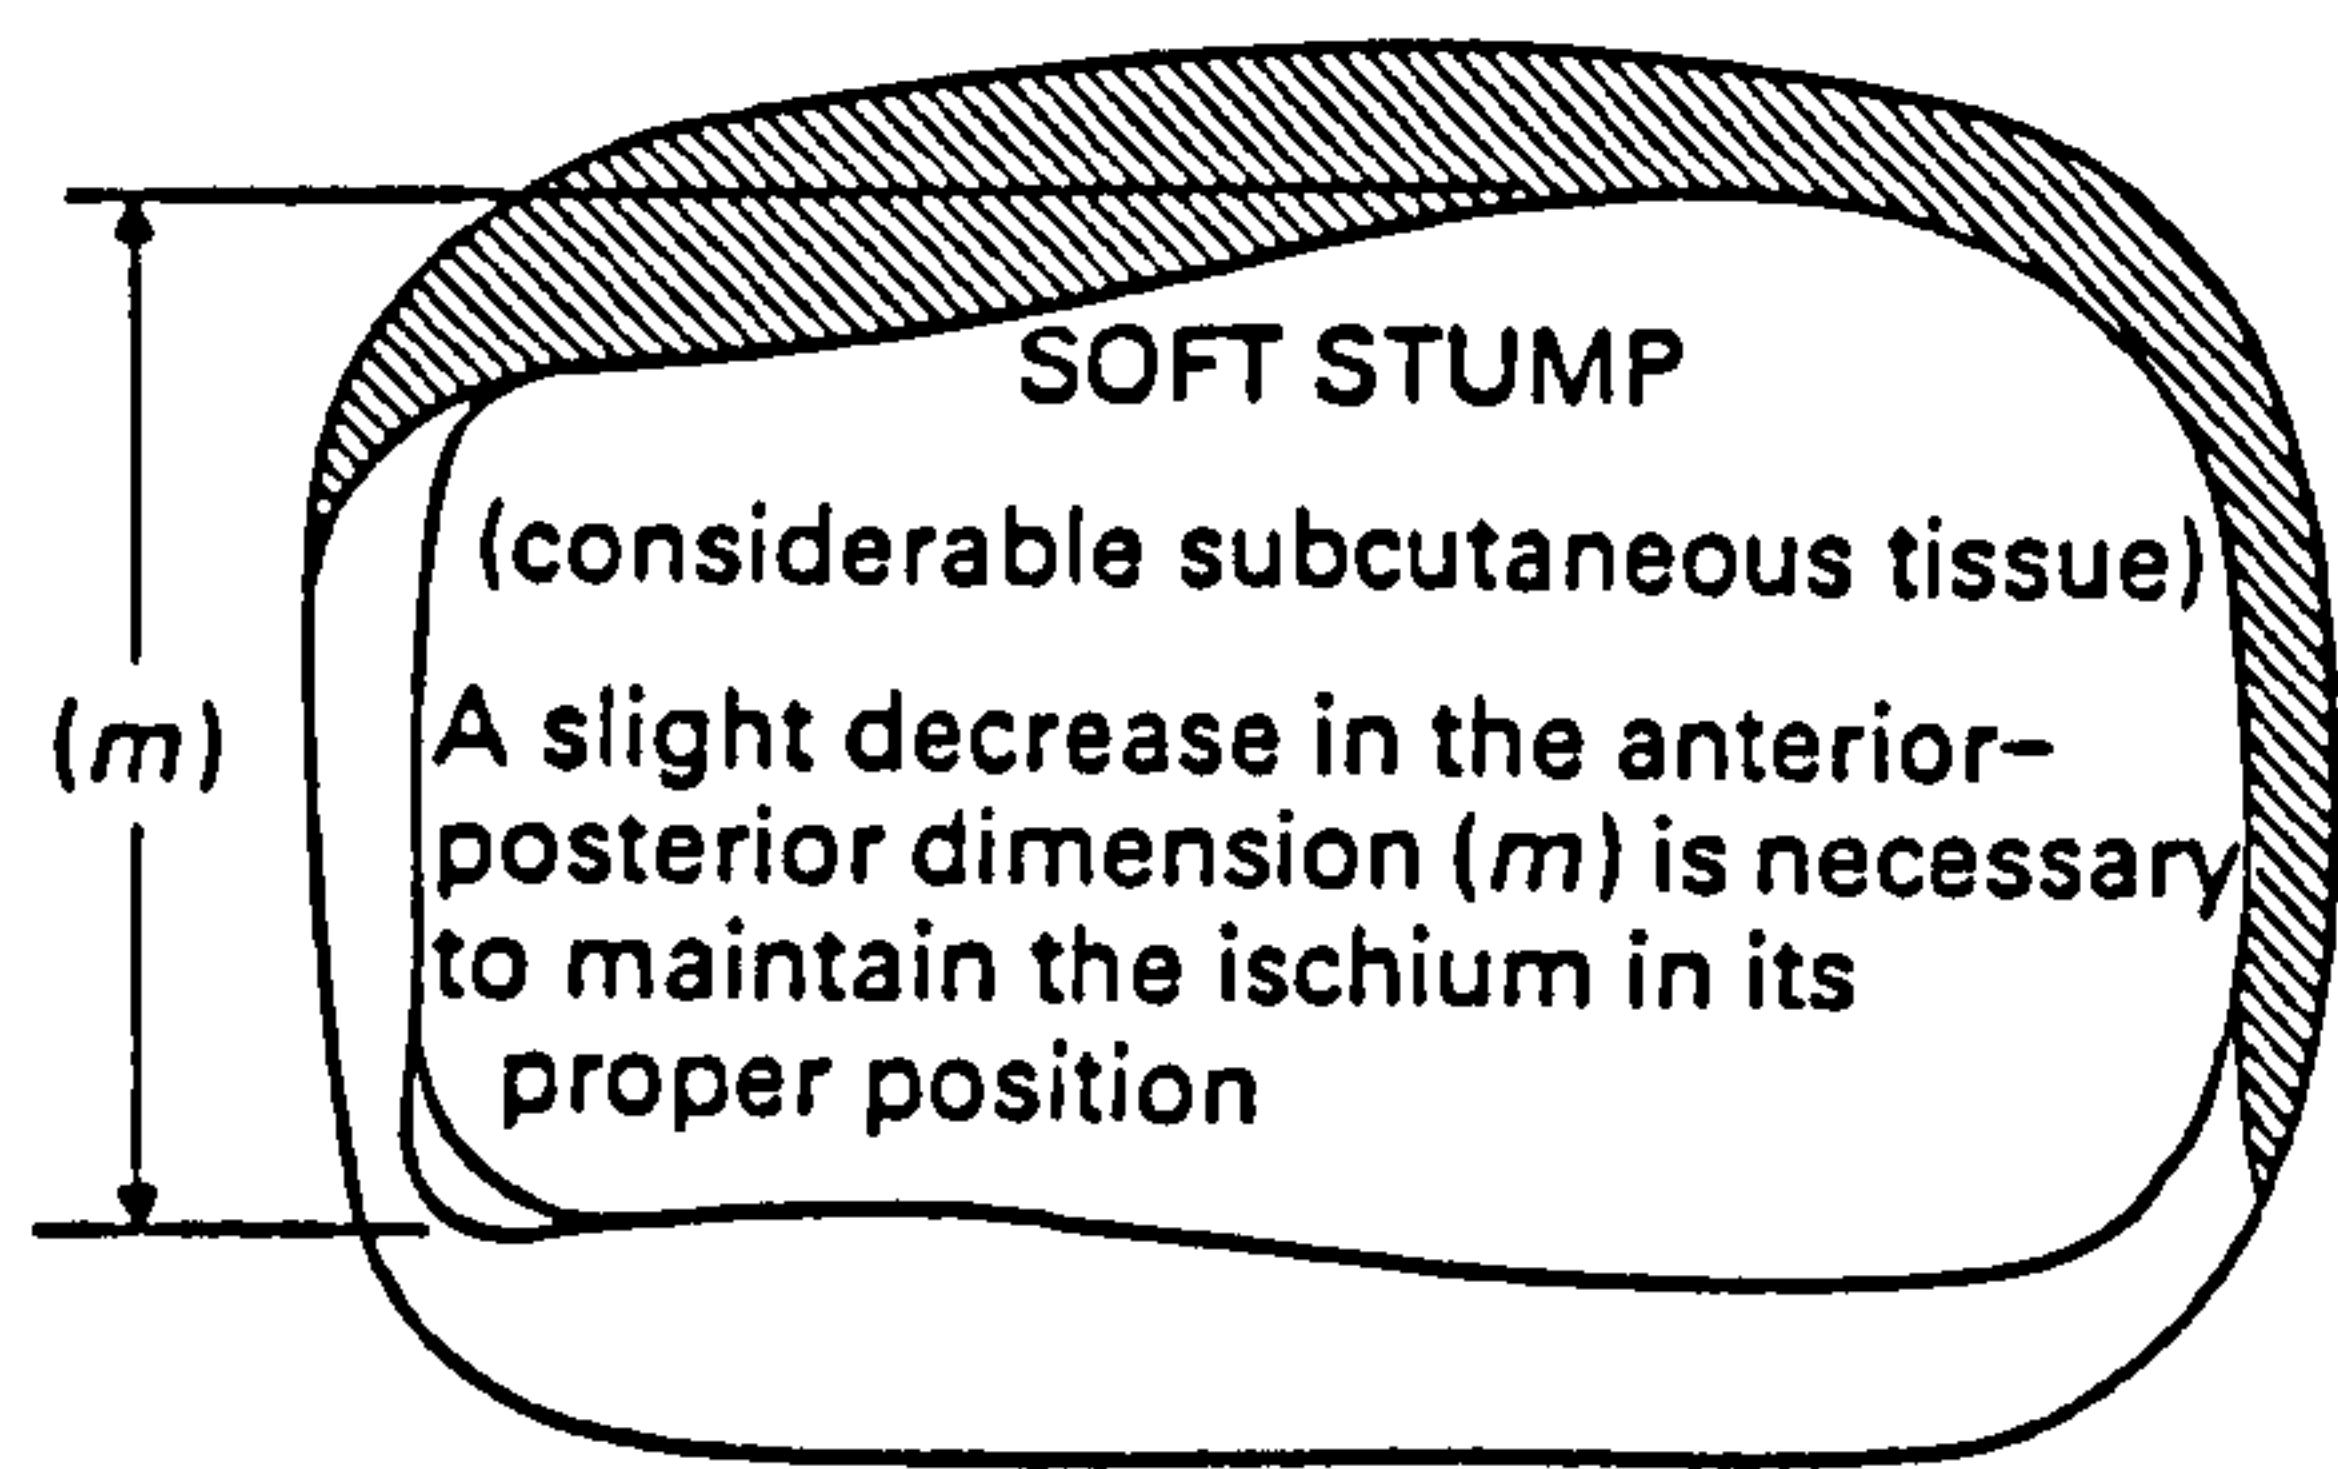 SOFT STUMP
(considerable subcutaneous tissue)
(m)
A slight decrease in the anterior-
posterior dimension (m) is necessary
to maintain the ischium in its
proper position